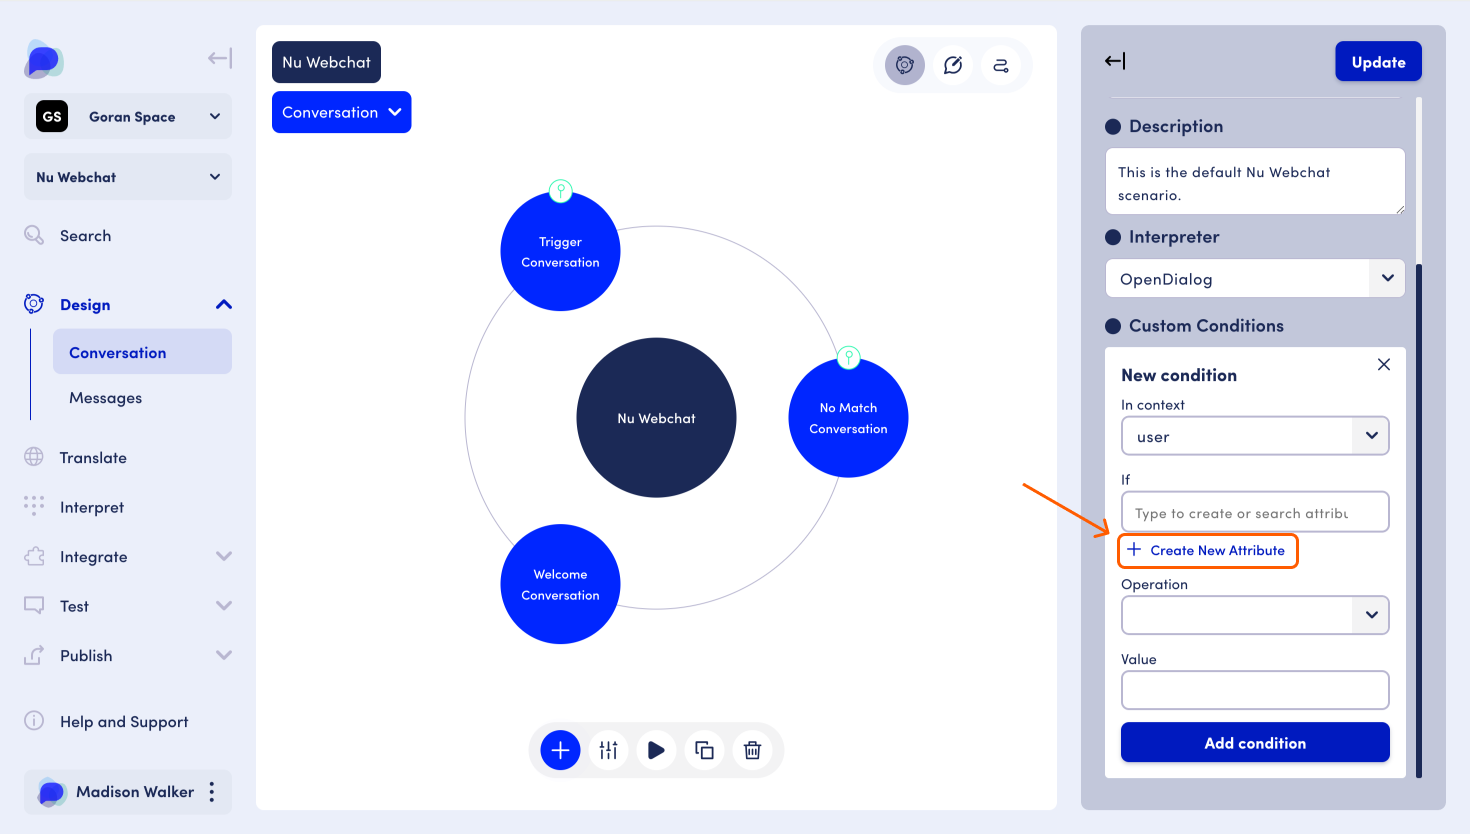 GS
Goran Space
Nu Webchat
Search
Design
Conversation
Messages
Translate
Interpret
Integrate
Test
Publish
Help and Support
Madison Walker
Nu Webchat
Conversation
Trigger
Conversation
Nu Webchat
No Match
Conversation
Welcome
Conversation
Update
Description
This is the default Nu Webchat
scenario.
Interpreter
OpenDialog
Custom Conditions
New condition
In context
user
If
Type to create or search attribu
Create New Attribute
Operation
Value
Add condition